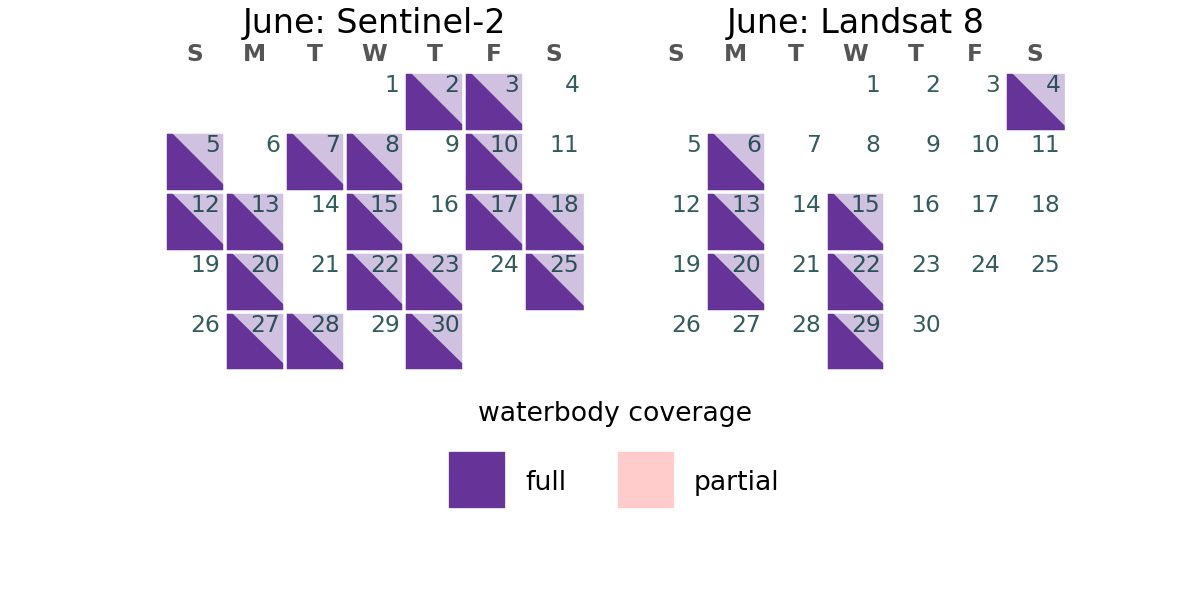 June: Sentinel-2
S M T W T F S
1 2 3 4
5 6 7 8 9 10 11
12 13 14 15 16 17 18
19 20 21 22 23 24 25
26 27 28 29 30
June: Landsat 8
S M T W T F S
1 2 3 4
5 6 7 8 9 10 11
12 13 14 15 16 17 18
19 20 21 22 23 24 25
26 27 28 29 30
waterbody coverage
full partial